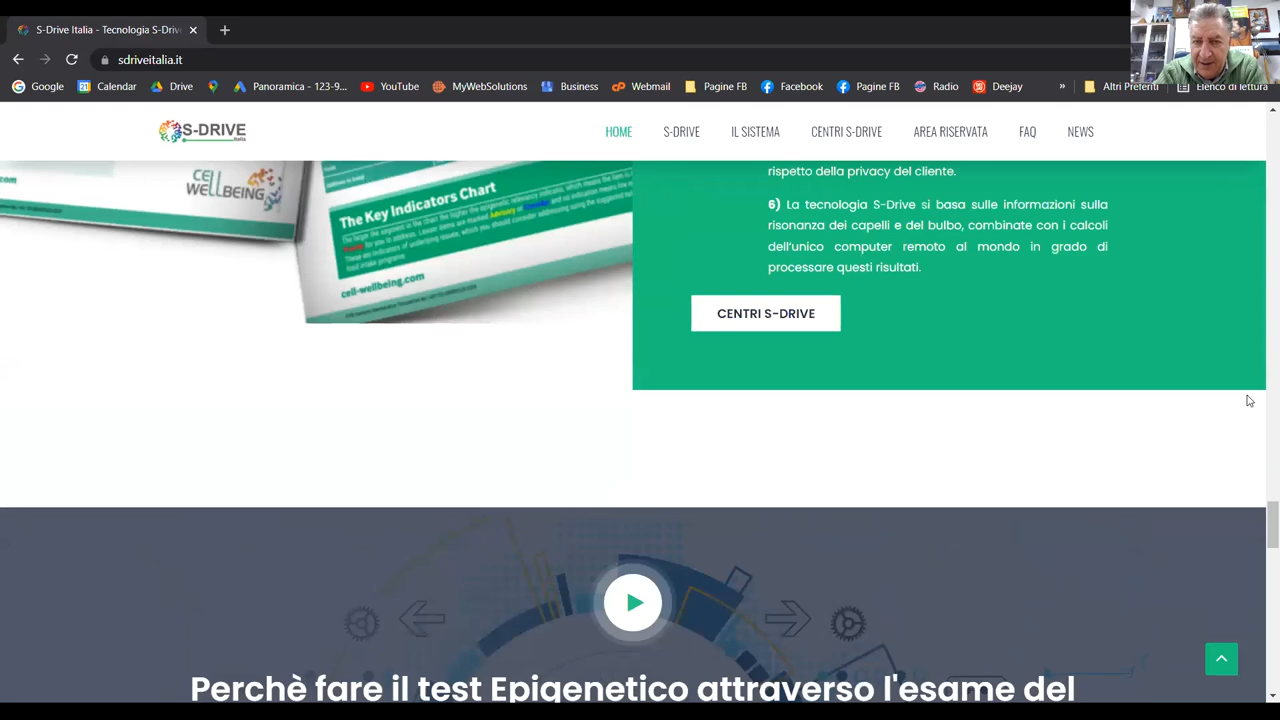 S-Drive Italia - Tecnologia S-Driv
sdriveitalia.it
Google
Calendar
Drive
Panoramica - 123-9...
YouTube
MyWebSolutions
Business
Webmail
Pagine FB
Facebook
Pagine FB
Radio
Deejay
»
Altri Preferiti
Elenco di lettura
S-DRIVE
Italia
HOME
S-DRIVE
IL SISTEMA
CENTRI S-DRIVE
AREA RISERVATA
FAQ
NEWS
.com
CELL
WELLBEING
The Key Indicators Chart
cell-wellbeing.com
rispetto della privacy del cliente.
6) La tecnologia S-Drive si basa sulle informazioni sulla
risonanza dei capelli e del bulbo, combinate con i calcoli
dell'unico computer remoto al mondo in grado di
processare questi risultati.
CENTRI S-DRIVE
Perchè fare il test Epigenetico attraverso l'esame del